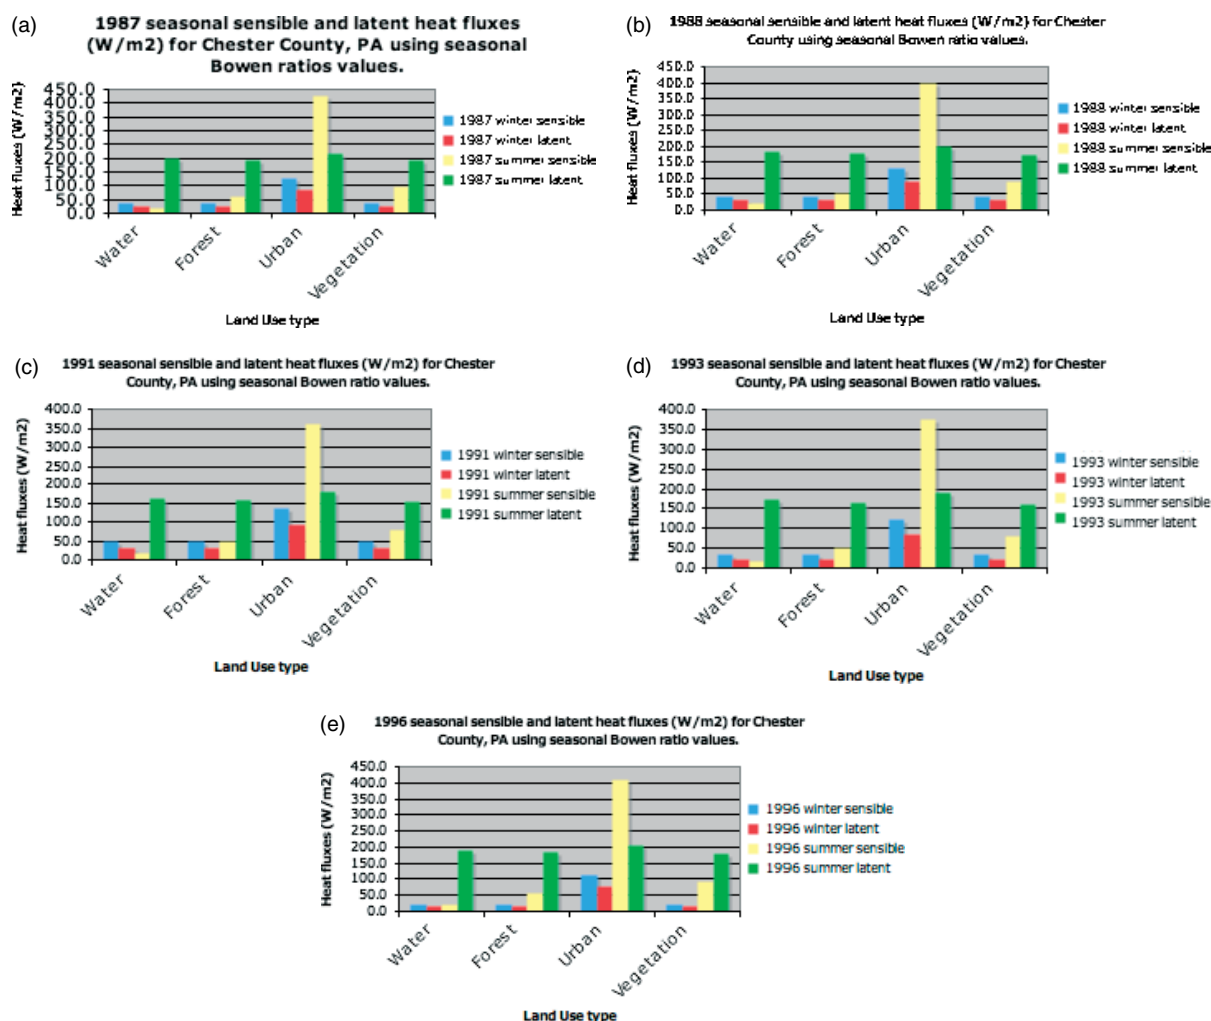 (a)
1987 seasonal sensible and latent heat fluxes
(W/m2) for Chester County, PA using seasonal
Bowen ratios values.
Heat fluxes (W/m2)
450.0
400.0
350.0
300.0
250.0
200.0
150.0
100.0
50.0
0.0
Water
Forest
Urban
Vegetation
Land Use type
1987 winter sensible
1987 winter latent
1987 summer sensible
1987 summer latent
(b)
1988 seasonal sensible and latent heat fluxes (W/m2) for Chester
County using seasonal Bowen ratio values.
Heat fluxes (W/m2)
450.0
400.0
350.0
300.0
250.0
200.0
150.0
100.0
50.0
0.0
Water
Forest
Urban
Vegetation
Land Use type
1988 winter sensible
1988 winter latent
1988 summer sensible
1988 summer latent
(c)
1991 seasonal sensible and latent heat fluxes (W/m2) for Chester
County, PA using seasonal Bowen ratio values.
Heat fluxes (W/m2)
400.0
350.0
300.0
250.0
200.0
150.0
100.0
50.0
0.0
Water
Forest
Urban
Vegetation
Land Use type
1991 winter sensible
1991 winter latent
1991 summer sensible
1991 summer latent
(d)
1993 seasonal sensible and latent heat fluxes (W/m2) for Chester
County, PA using seasonal Bowen ratio values.
Heat fluxes (W/m2)
400.0
350.0
300.0
250.0
200.0
150.0
100.0
50.0
0.0
Water
Forest
Urban
Vegetation
Land Use type
1993 winter sensible
1993 winter latent
1993 summer sensible
1993 summer latent
(e)
1996 seasonal sensible and latent heat fluxes (W/m2) for Chester
County, PA using seasonal Bowen ratio values.
Heat fluxes (W/m2)
450.0
400.0
350.0
300.0
250.0
200.0
150.0
100.0
50.0
0.0
Water
Forest
Urban
Vegetation
Land Use type
1996 winter sensible
1996 winter latent
1996 summer sensible
1996 summer latent